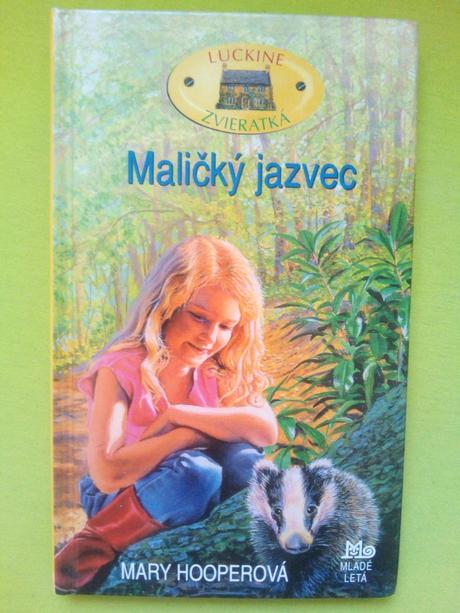 LUCKINE
ZVIERATKÁ
Maličký jazvec
MARY HOOPEROVÁ
MLADÉ
LETÁ